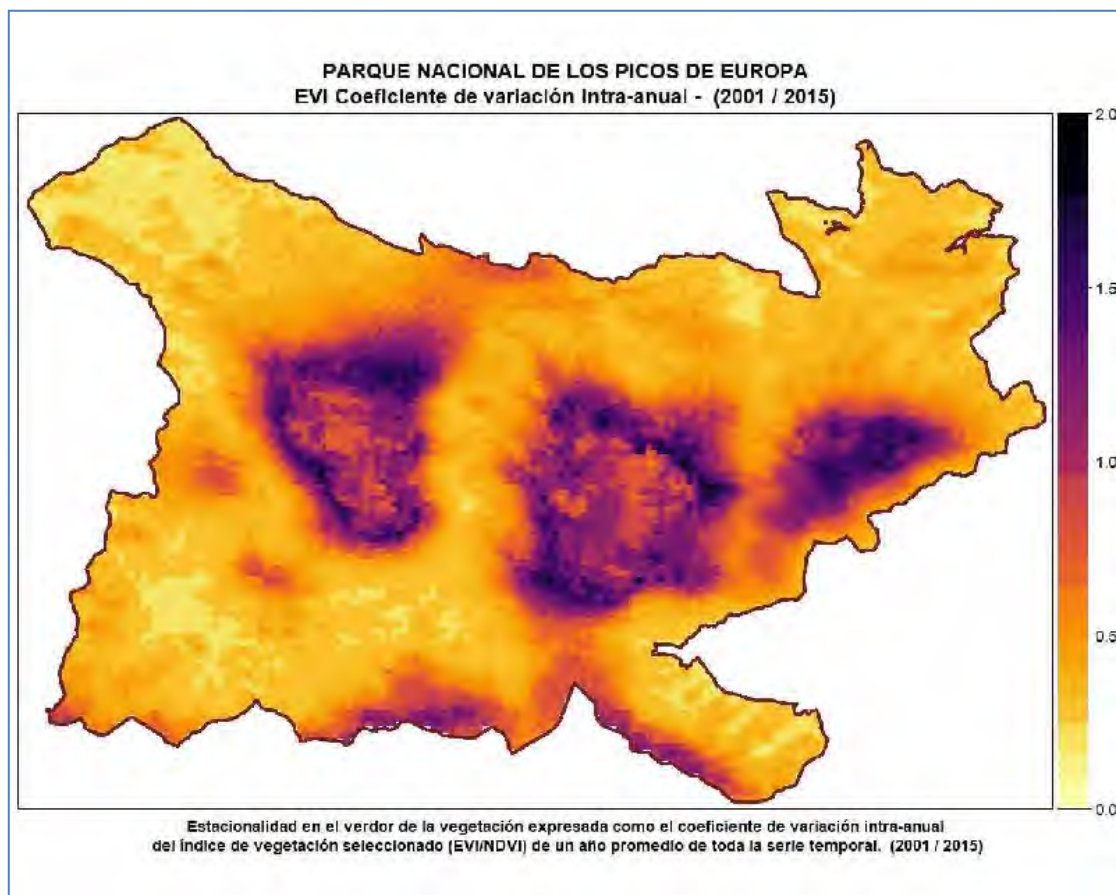 PARQUE NACIONAL DE LOS PICOS DE EUROPA
EVI Coeficiente de variación intra-anual - (2001 / 2015)
2.0
1.5
1.0
0.5
0.0
Estacionalidad en el verdor de la vegetación expresada como el coeficiente de variación intra-anual
del índice de vegetación seleccionado (EVI/NDVI) de un año promedio de toda la serie temporal. (2001 / 2015)